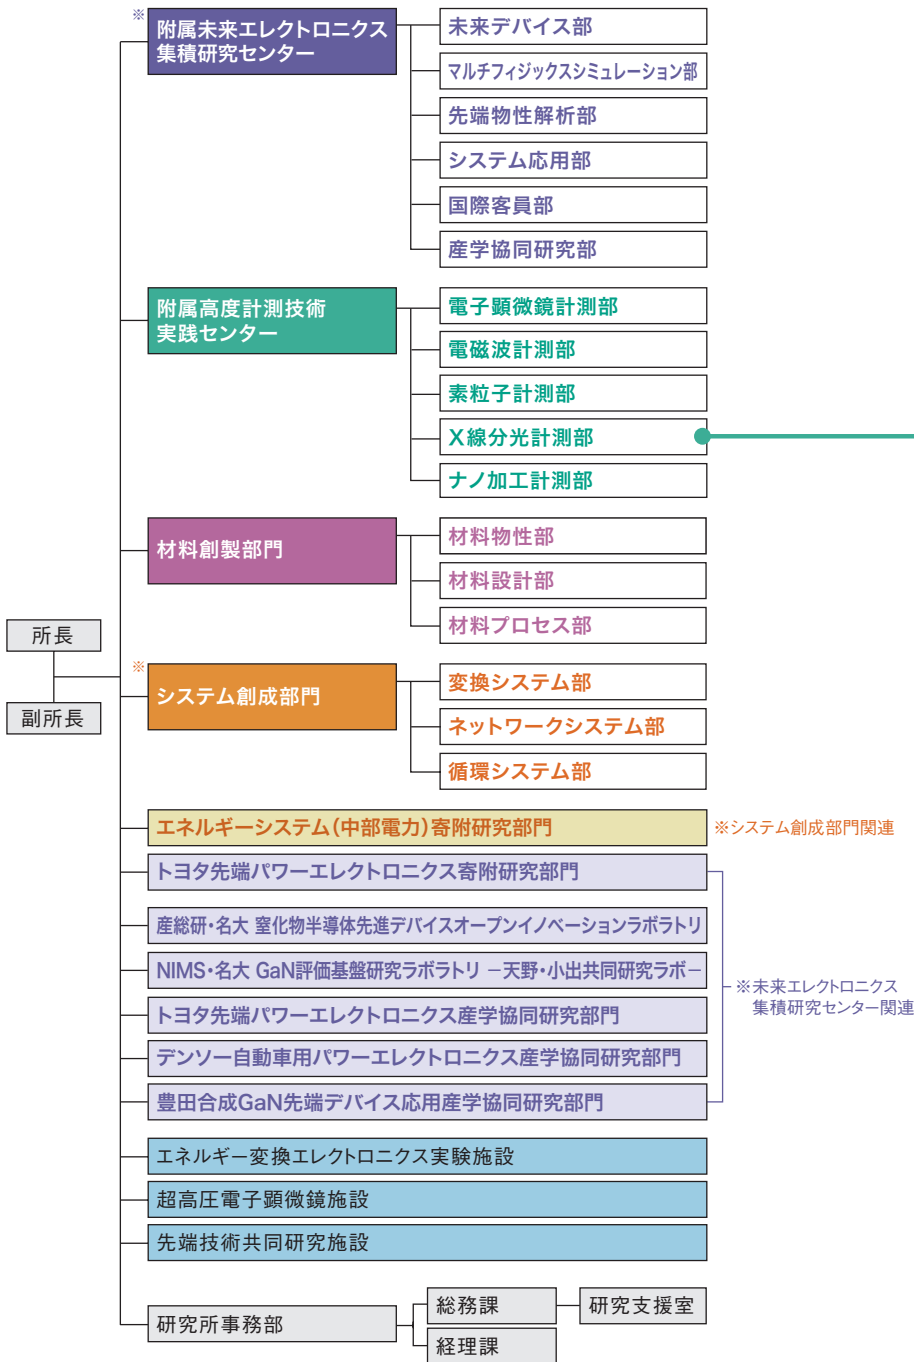 ※
附属未来エレクトロニクス
集積研究センター
未来デバイス部
マルチフィジックスシミュレーション部
先端物性解析部
システム応用部
国際客員部
産学協同研究部
附属高度計測技術
実践センター
電子顕微鏡計測部
電磁波計測部
素粒子計測部
X線分光計測部
ナノ加工計測部
材料創製部門
材料物性部
材料設計部
材料プロセス部
所長
副所長
※
システム創成部門
変換システム部
ネットワークシステム部
循環システム部
エネルギーシステム(中部電力)寄附研究部門
※システム創成部門関連
トヨタ先端パワーエレクトロニクス寄附研究部門
産総研・名大 窒化物半導体先進デバイスオープンイノベーションラボラトリ
NIMS・名大 GaN評価基盤研究ラボラトリ −天野・小出共同研究ラボ−
トヨタ先端パワーエレクトロニクス産学協同研究部門
デンソー自動車用パワーエレクトロニクス産学協同研究部門
豊田合成GaN先端デバイス応用産学協同研究部門
※未来エレクトロニクス
集積研究センター関連
エネルギー変換エレクトロニクス実験施設
超高圧電子顕微鏡施設
先端技術共同研究施設
研究所事務部
総務課
研究支援室
経理課